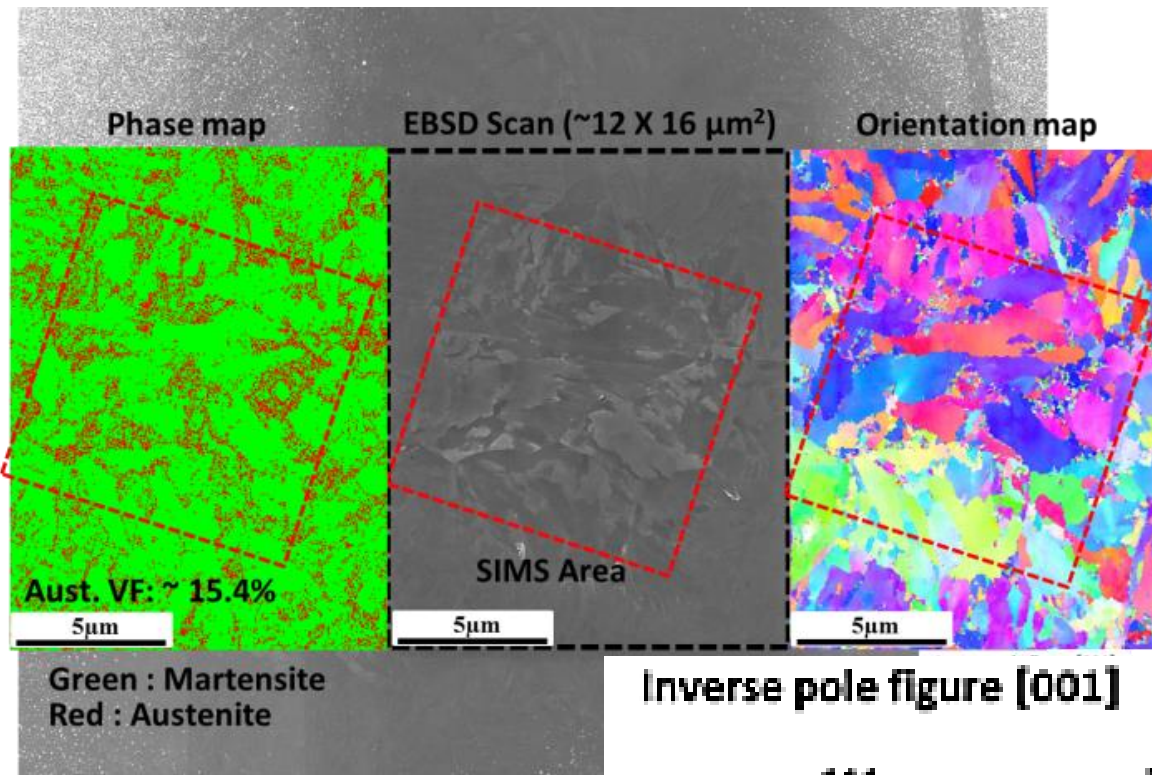 Phase map
EBSD Scan (~12 X 16 µm²)
Orientation map
Aust. VF: ~ 15.4%
SIMS Area
5µm
5µm
5µm
Green : Martensite
Red : Austenite
Inverse pole figure [001]